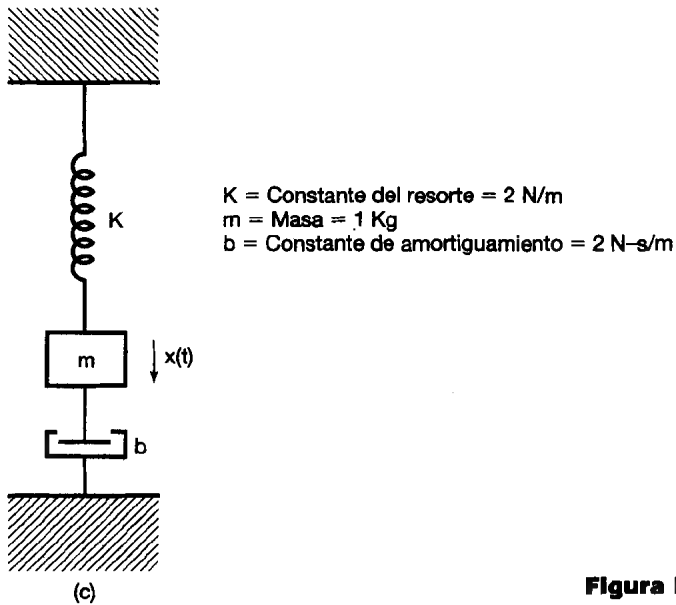 K
K = Constante del resorte = 2 N/m
m = Masa = 1 Kg
b = Constante de amortiguamiento = 2 N–s/m
m
x(t)
b
(c)
Figura